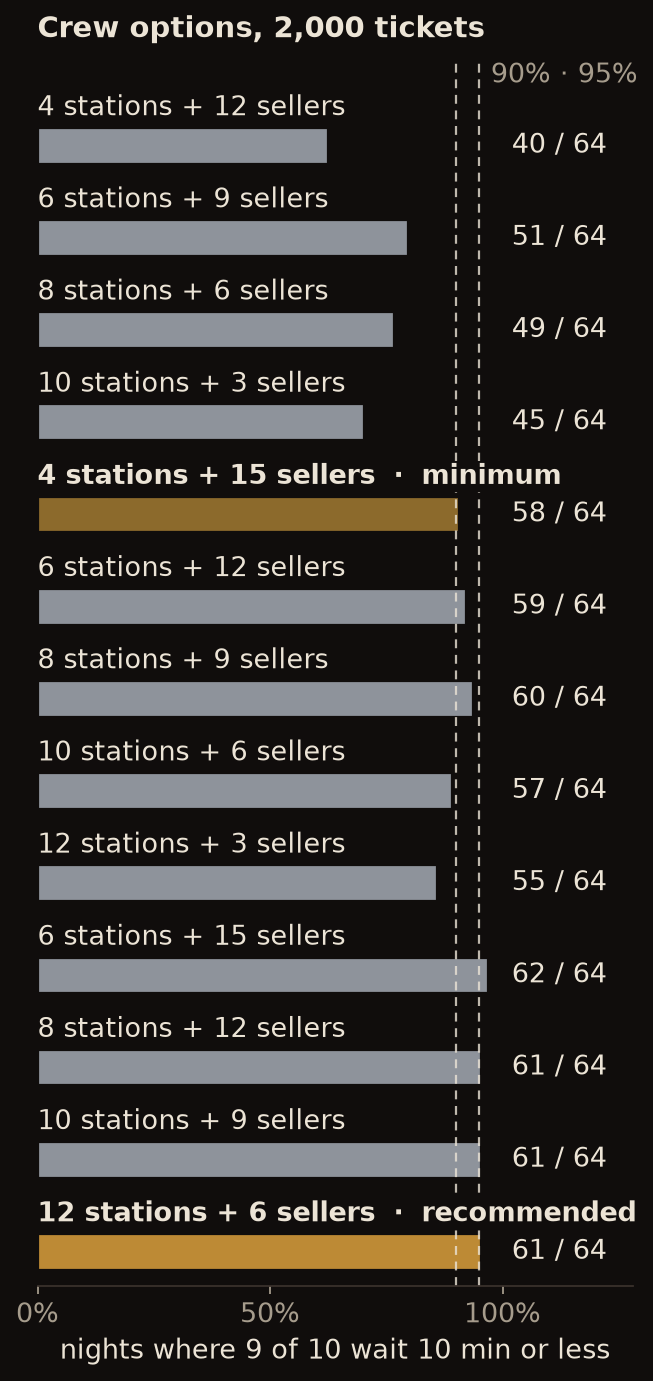 Crew options, 2,000 tickets
90% · 95%
4 stations + 12 sellers
40 / 64
6 stations + 9 sellers
51 / 64
8 stations + 6 sellers
49 / 64
10 stations + 3 sellers
45 / 64
4 stations + 15 sellers · minimum
58 / 64
6 stations + 12 sellers
59 / 64
8 stations + 9 sellers
60 / 64
10 stations + 6 sellers
57 / 64
12 stations + 3 sellers
55 / 64
6 stations + 15 sellers
62 / 64
8 stations + 12 sellers
61 / 64
10 stations + 9 sellers
61 / 64
12 stations + 6 sellers · recommended
61 / 64
0% 50% 100%
nights where 9 of 10 wait 10 min or less